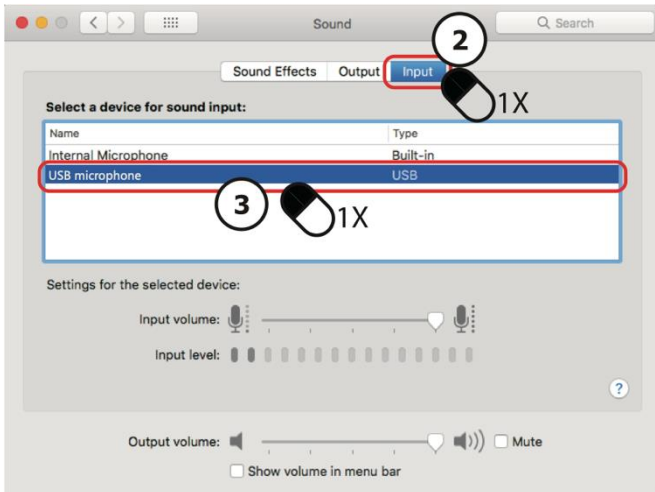 Sound
Search
2
Sound Effects Output Input
1X
Select a device for sound input:
Name Type
Internal Microphone Built-in
USB microphone USB
3 1X
Settings for the selected device:
Input volume:
Input level:
?
Output volume: Mute
Show volume in menu bar